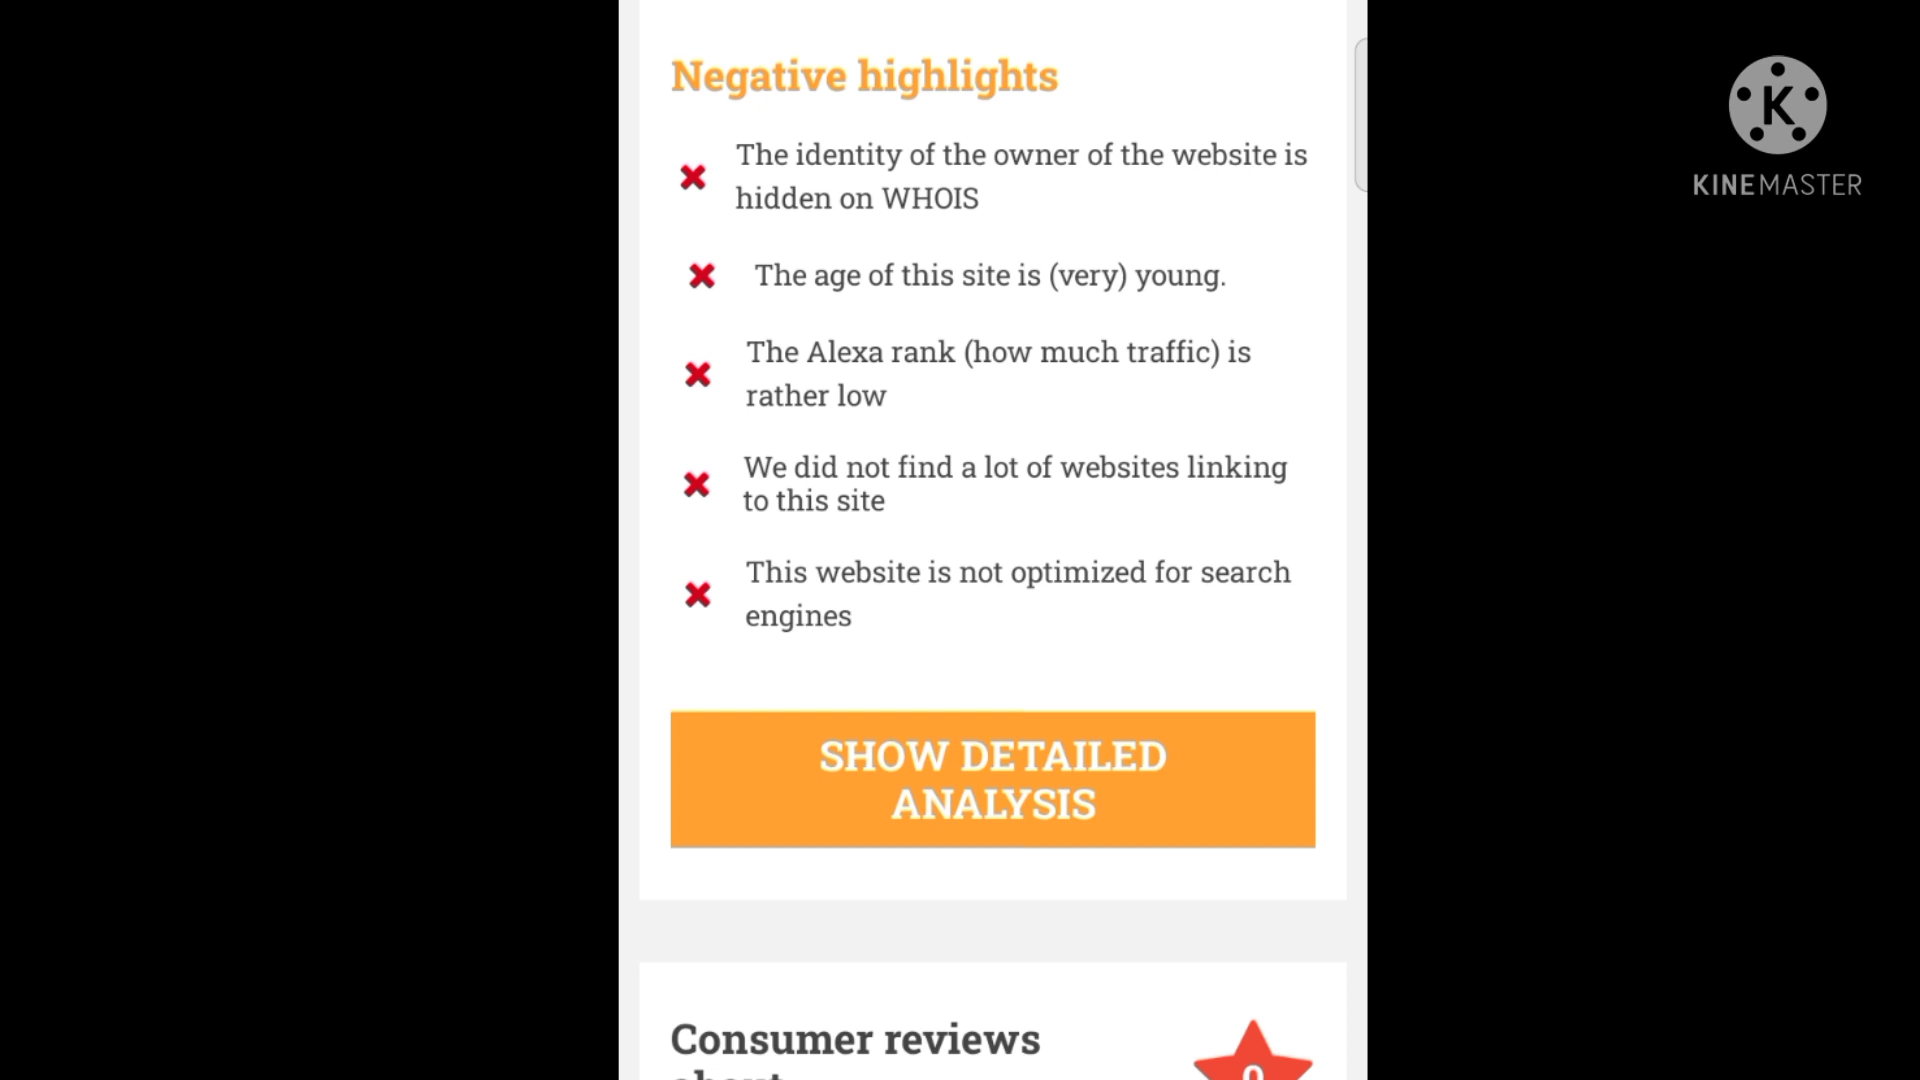 Negative highlights
The identity of the owner of the website is
hidden on WHOIS
The age of this site is (very) young.
The Alexa rank (how much traffic) is
rather low
We did not find a lot of websites linking
to this site
This website is not optimized for search
engines
SHOW DETAILED
ANALYSIS
Consumer reviews
about
0
K
KINEMASTER